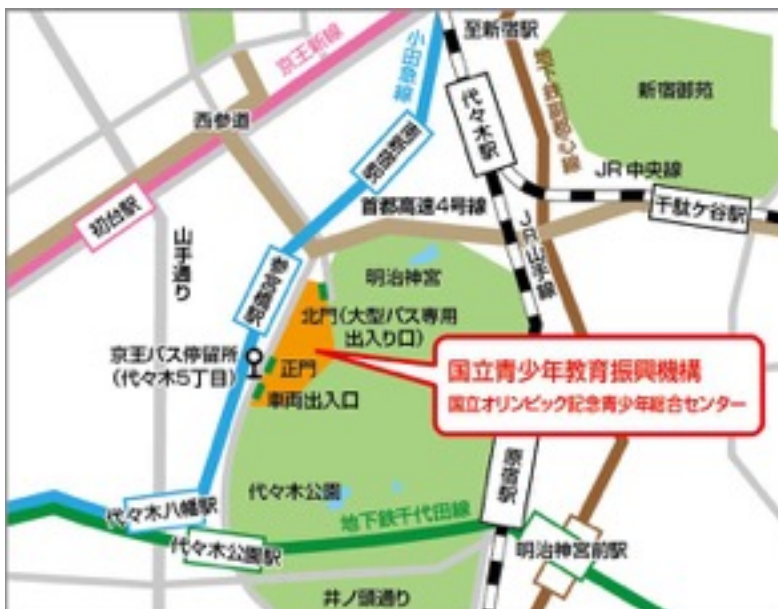 至新宿駅
京王新線
小田急線
新宿御苑
代々木駅
西参道
南新宿駅
JR中央線
首都高速4号線
千駄ケ谷駅
初台駅
山手通り
JR山手線
参宮橋駅
明治神宮
北門(大型バス専用
出入り口)
京王バス停留所
(代々木5丁目)
正門
車両出入口
国立青少年教育振興機構
国立オリンピック記念青少年総合センター
原宿駅
代々木公園
代々木八幡駅
地下鉄千代田線
代々木公園駅
明治神宮前駅
井ノ頭通り